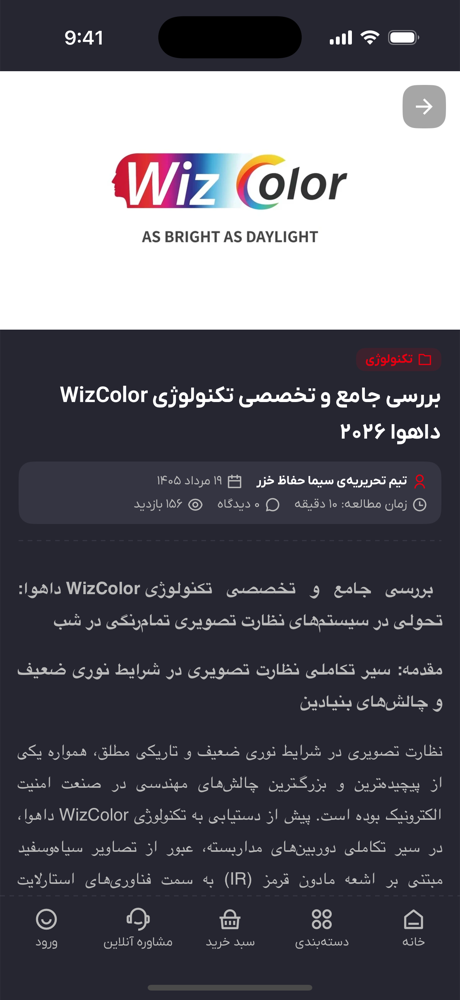 9:41
Wiz Color
AS BRIGHT AS DAYLIGHT
تکنولوژی
بررسی جامع و تخصصی تکنولوژی WizColor
داهوا ۲۰۲۶
تیم تحریریه‌ی سیما حفاظ خزر
۱۹ مرداد ۱۴۰۵
زمان مطالعه: ۱۰ دقیقه
۰ دیدگاه
۱۵۶ بازدید
بررسی جامع و تخصصی تکنولوژی WizColor داهوا:
تحولی در سیستم‌های نظارت تصویری تمام‌رنگی در شب
مقدمه: سیر تکاملی نظارت تصویری در شرایط نوری ضعیف
و چالش‌های بنیادین
نظارت تصویری در شرایط نوری ضعیف و تاریکی مطلق، همواره یکی
از پیچیده‌ترین و بزرگترین چالش‌های مهندسی در صنعت امنیت
الکترونیک بوده است. پیش از دستیابی به تکنولوژی WizColor داهوا،
در سیر تکاملی دوربین‌های مداربسته، عبور از تصاویر سیاه‌وسفید
مبتنی بر اشعه مادون قرمز (IR) به سمت فناوری‌های استارلایت
خانه
دسته‌بندی
سبد خرید
مشاوره آنلاین
ورود